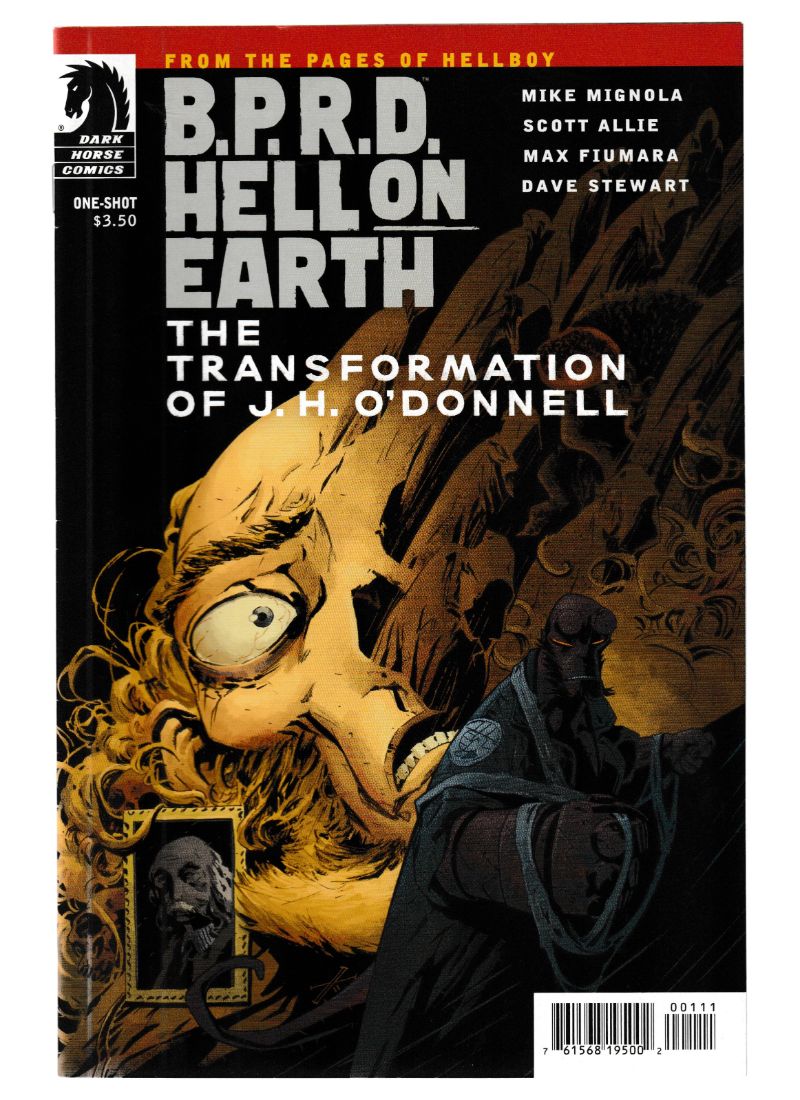 FROM THE PAGES OF HELLBOY
B.P.R.D.™
HELL ON
EARTH
THE
TRANSFORMATION
OF J. H. O'DONNELL
MIKE MIGNOLA
SCOTT ALLIE
MAX FIUMARA
DAVE STEWART
®
DARK
HORSE
COMICS
ONE-SHOT
$3.50
00111
7 61568 19500 2